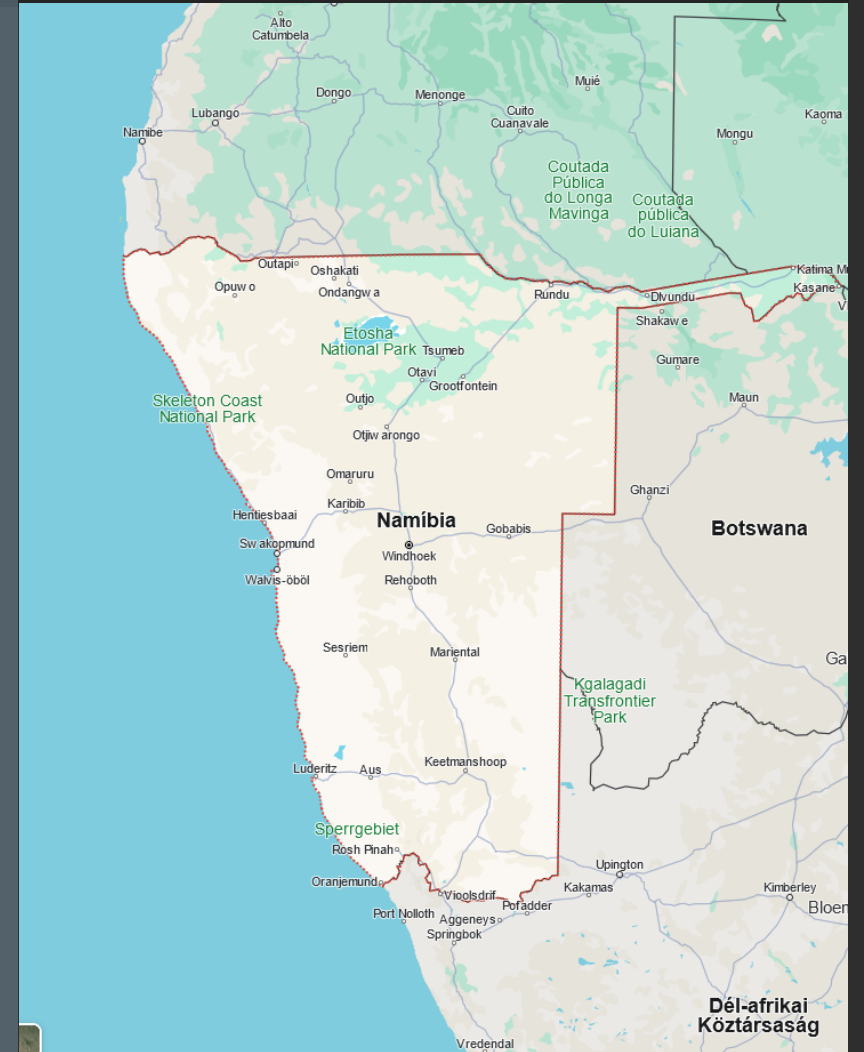 Alto
Catumbela
Muié
Dongo
Menonge
Lubango
Cuito
Cuanavale
Kaoma
Namibe
Mongu
Coutada
Pública
do Longa
Mavinga
Coutada
pública
do Luiana
Outapi
Oshakati
Katima M
Opuwo
Ondangwa
Rundu
Divundu
Kasane
Shakawe
Etosha
National Park
Tsumeb
Gumare
Otavi
Grootfontein
Skeleton Coast
National Park
Outjo
Maun
Otjiwarongo
Omaruru
Ghanzi
Karibib
Hentiesbaai
Namíbia
Gobabis
Botswana
Swakopmund
Windhoek
Walvis-öböl
Rehoboth
Sesriem
Mariental
Ga
Kgalagadi
Transfrontier
Park
Luderitz
Aus
Keetmanshoop
Sperrgebiet
Rosh Pinah
Upington
Oranjemund
Vioolsdrif
Kakamas
Kimberley
Pofadder
Bloen
Port Nolloth
Aggeneys
Springbok
Dél-afrikai
Köztársaság
Vredendal